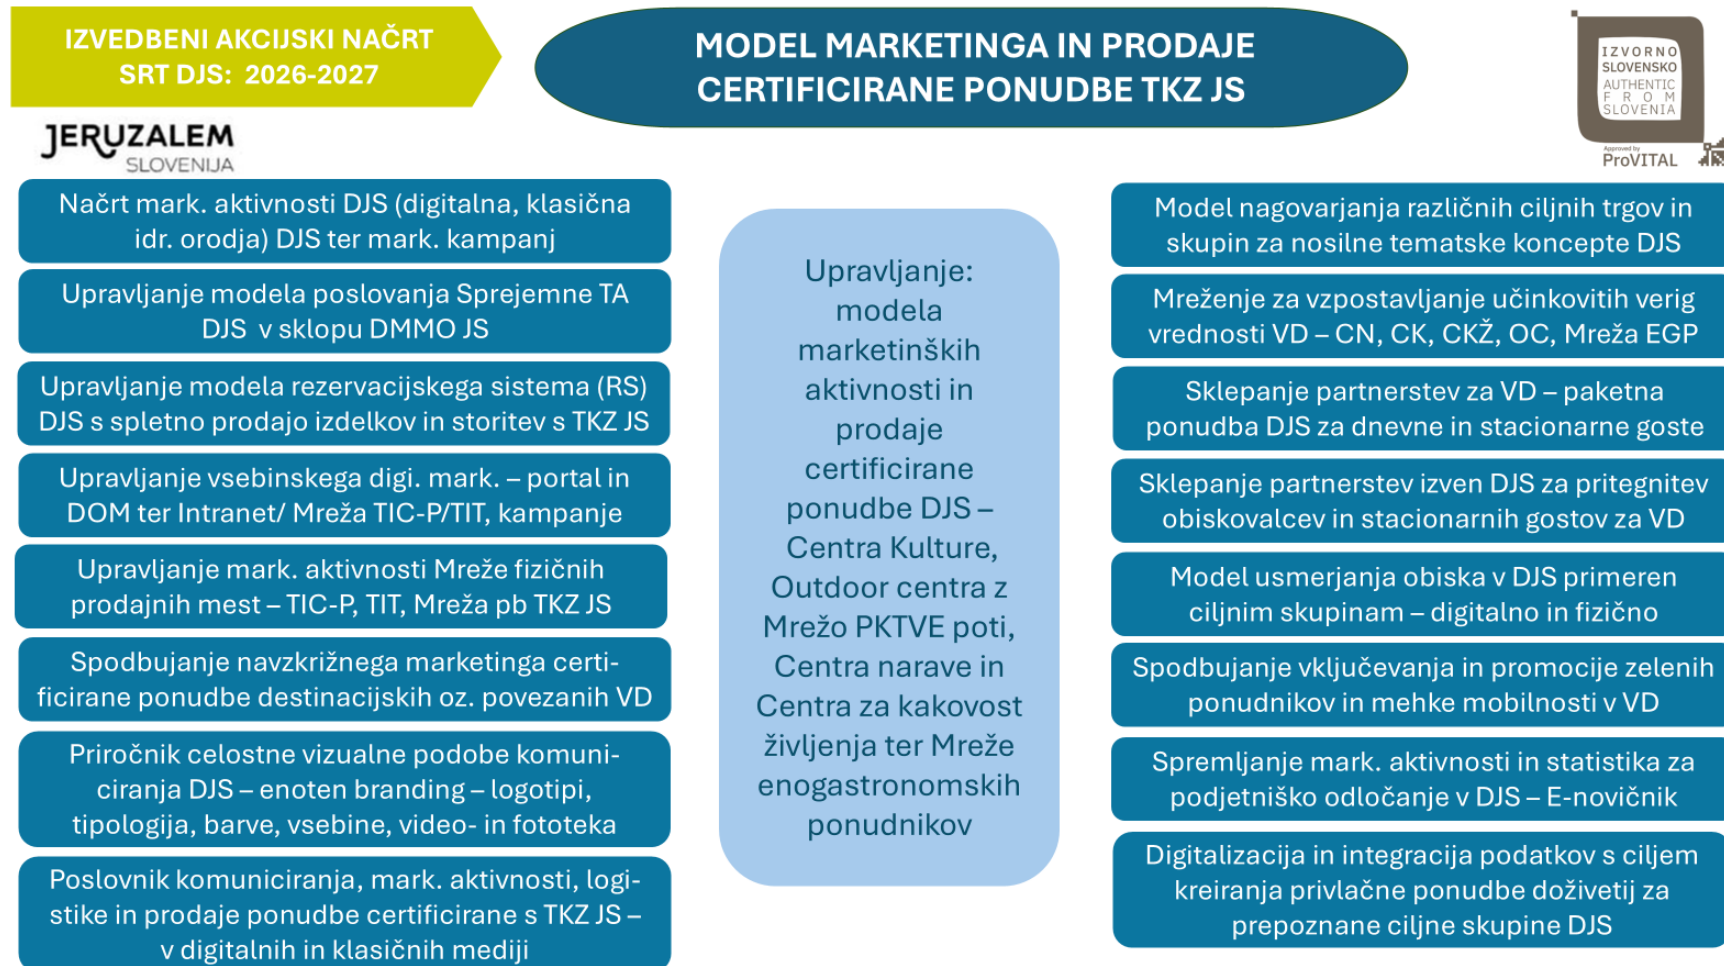 IZVEDBENI AKCIJSKI NAČRT
SRT DJS:  2026-2027
MODEL MARKETINGA IN PRODAJE
CERTIFICIRANE PONUDBE TKZ JS
IZVORNO
SLOVENSKO
AUTHENTIC
FROM
SLOVENIA
Approved by
ProVITAL
JERUZALEM
SLOVENIJA
Načrt mark. aktivnosti DJS (digitalna, klasična
idr. orodja) DJS ter mark. kampanj
Upravljanje modela poslovanja Sprejemne TA
DJS  v sklopu DMMO JS
Upravljanje modela rezervacijskega sistema (RS)
DJS s spletno prodajo izdelkov in storitev s TKZ JS
Upravljanje vsebinskega digi. mark. – portal in
DOM ter Intranet/ Mreža TIC-P/TIT, kampanje
Upravljanje mark. aktivnosti Mreže fizičnih
prodajnih mest – TIC-P, TIT, Mreža pb TKZ JS
Spodbujanje navzkrižnega marketinga certi-
ficirane ponudbe destinacijskih oz. povezanih VD
Priročnik celostne vizualne podobe komuni-
ciranja DJS – enoten branding – logotipi,
tipologija, barve, vsebine, video- in fototeka
Poslovnik komuniciranja, mark. aktivnosti, logi-
stike in prodaje ponudbe certificirane s TKZ JS –
v digitalnih in klasičnih mediji
Upravljanje:
modela
marketinških
aktivnosti in
prodaje
certificirane
ponudbe DJS –
Centra Kulture,
Outdoor centra z
Mrežo PKTVE poti,
Centra narave in
Centra za kakovost
življenja ter Mreže
enogastronomskih
ponudnikov
Model nagovarjanja različnih ciljnih trgov in
skupin za nosilne tematske koncepte DJS
Mreženje za vzpostavljanje učinkovitih verig
vrednosti VD – CN, CK, CKŽ, OC, Mreža EGP
Sklepanje partnerstev za VD – paketna
ponudba DJS za dnevne in stacionarne goste
Sklepanje partnerstev izven DJS za pritegnitev
obiskovalcev in stacionarnih gostov za VD
Model usmerjanja obiska v DJS primeren
ciljnim skupinam – digitalno in fizično
Spodbujanje vključevanja in promocije zelenih
ponudnikov in mehke mobilnosti v VD
Spremljanje mark. aktivnosti in statistika za
podjetniško odločanje v DJS – E-novičnik
Digitalizacija in integracija podatkov s ciljem
kreiranja privlačne ponudbe doživetij za
prepoznane ciljne skupine DJS